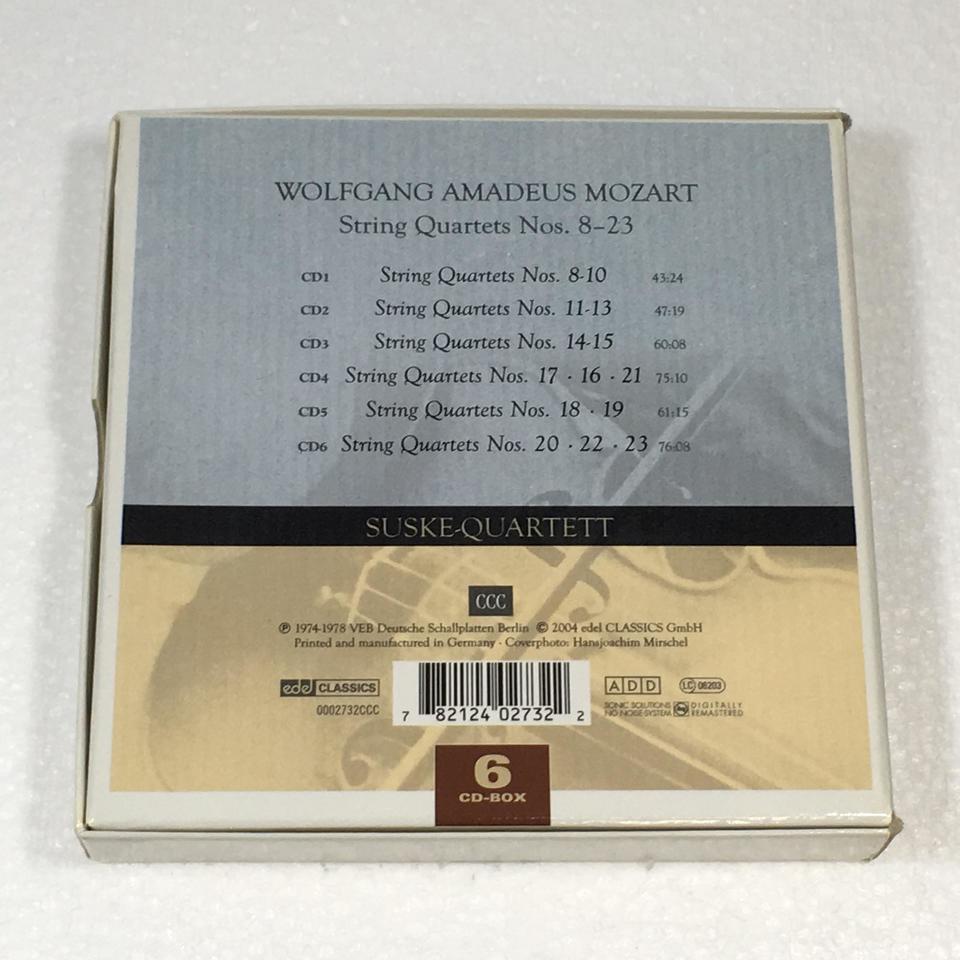 WOLFGANG AMADEUS MOZART
String Quartets Nos. 8-23
CD1 String Quartets Nos. 8-10 43:24
CD2 String Quartets Nos. 11-13 47:19
CD3 String Quartets Nos. 14-15 60:08
CD4 String Quartets Nos. 17 · 16 · 21 75:10
CD5 String Quartets Nos. 18 · 19 61:15
CD6 String Quartets Nos. 20 · 22 · 23 76:08
SUSKE-QUARTETT
CCC
℗ 1974-1978 VEB Deutsche Schallplatten Berlin © 2004 edel CLASSICS GmbH
Printed and manufactured in Germany · Coverphoto: Hansjoachim Mirschel
edel CLASSICS
0002732CCC
7 82124 02732 2
ADD
LC 06203
SONIC SOLUTIONS NO NOISE-SYSTEM
DIGITALLY REMASTERED
6
CD-BOX